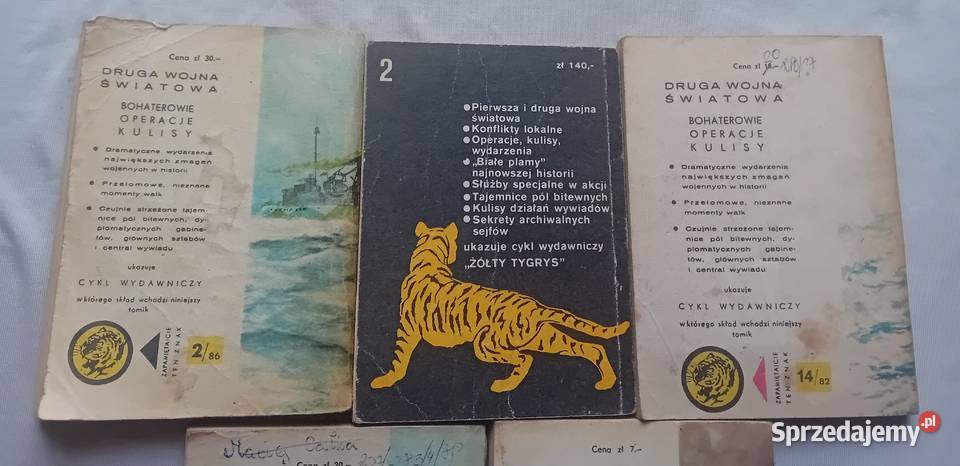 Cena zł 30.–
DRUGA WOJNA
ŚWIATOWA
BOHATEROWIE
OPERACJE
KULISY
• Dramatyczne wydarzenia
największych zmagań
wojennych w historii
• Przełomowe, nieznane
momenty walk
• Czujnie strzeżone tajem-
nice pól bitewnych, dy-
plomatycznych gabine-
tów, głównych sztabów
i central wywiadu
ukazuje
CYKL WYDAWNICZY
w którego skład wchodzi niniejszy
tomik
ZAPAMIĘTAJCIE
TEN ZNAK
2/86
2
zł 140,-
●Pierwsza i druga wojna
światowa
●Konflikty lokalne
●Operacje, kulisy,
wydarzenia
●„Białe plamy”
najnowszej historii
●Służby specjalne w akcji
●Tajemnice pól bitewnych
●Kulisy działań wywiadów
●Sekrety archiwalnych
sejfów
ukazuje cykl wydawniczy
„ŻÓŁTY TYGRYS”
Cena zł
DRUGA WOJNA
ŚWIATOWA
BOHATEROWIE
OPERACJE
KULISY
• Dramatyczne wydarzenia
największych zmagań
wojennych w historii
• Przełomowe, nieznane
momenty walk
• Czujnie strzeżone tajem-
nice pól bitewnych, dy-
plomatycznych gabine-
tów, głównych sztabów
i central wywiadu
ukazuje
CYKL WYDAWNICZY
w którego skład wchodzi niniejszy
tomik
ZAPAMIĘTAJCIE
TEN ZNAK
14/82
Maciej
Cena zł 30.–
Cena zł 7,–
Sprzedajemy.pl